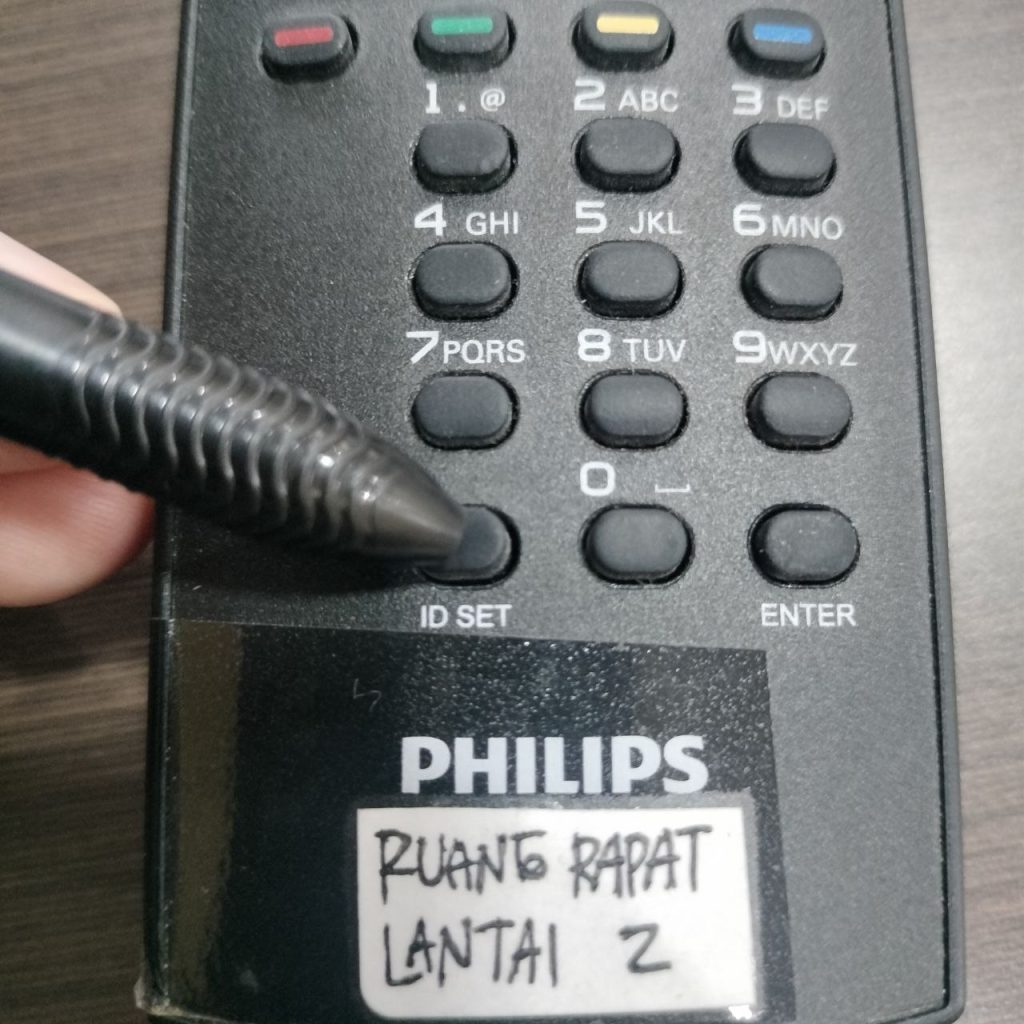 1 . @ 2 ABC 3 DEF
4 GHI 5 JKL 6 MNO
7 PQRS 8 TUV 9 WXYZ
0 ⎵
ID SET ENTER
PHILIPS
RUANG RAPAT
LANTAI 2